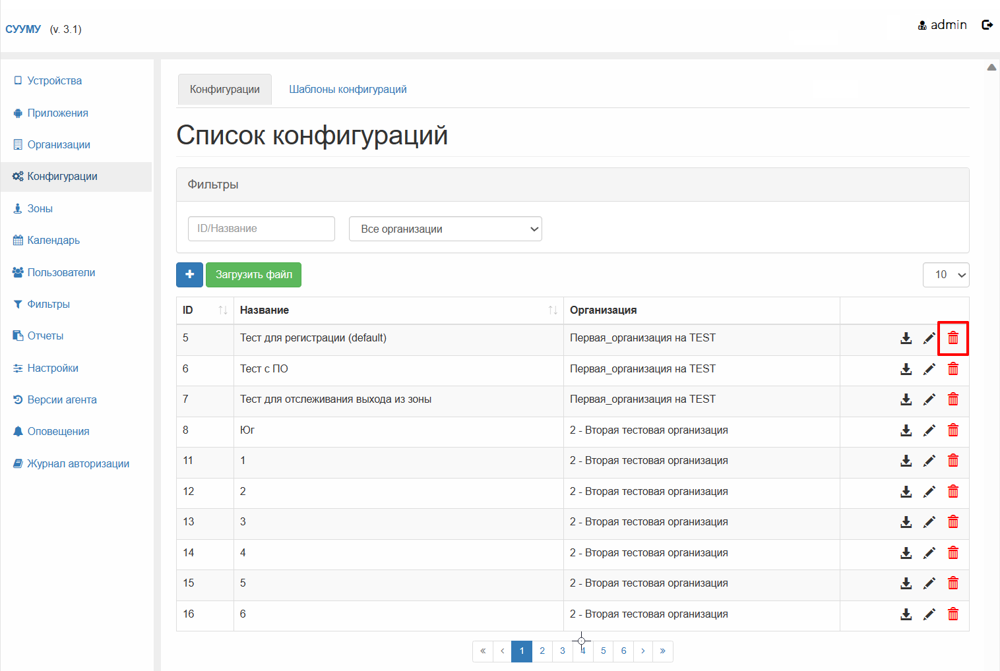 СУУМУ (v. 3.1)
admin
Устройства
Приложения
Организации
Конфигурации
Зоны
Календарь
Пользователи
Фильтры
Отчеты
Настройки
Версии агента
Оповещения
Журнал авторизации
Конфигурации Шаблоны конфигураций
Список конфигураций
Фильтры
ID/Название Все организации
+ Загрузить файл 10
ID Название Организация
5 Тест для регистрации (default) Первая_организация на TEST
6 Тест с ПО Первая_организация на TEST
7 Тест для отслеживания выхода из зоны Первая_организация на TEST
8 Юг 2 - Вторая тестовая организация
11 1 2 - Вторая тестовая организация
12 2 2 - Вторая тестовая организация
13 3 2 - Вторая тестовая организация
14 4 2 - Вторая тестовая организация
15 5 2 - Вторая тестовая организация
16 6 2 - Вторая тестовая организация
« ‹ 1 2 3 4 5 6 › »